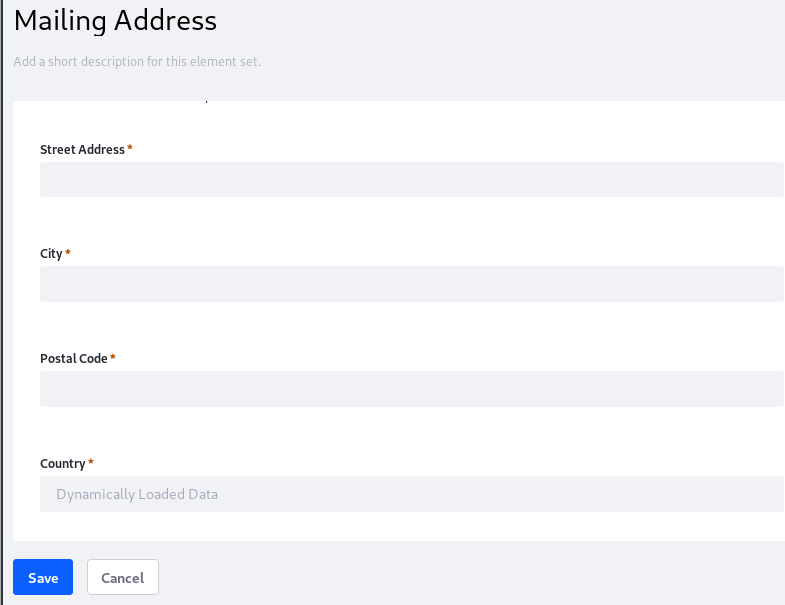 Mailing Address
Add a short description for this element set.
Street Address *
City *
Postal Code *
Country *
Dynamically Loaded Data
Save Cancel